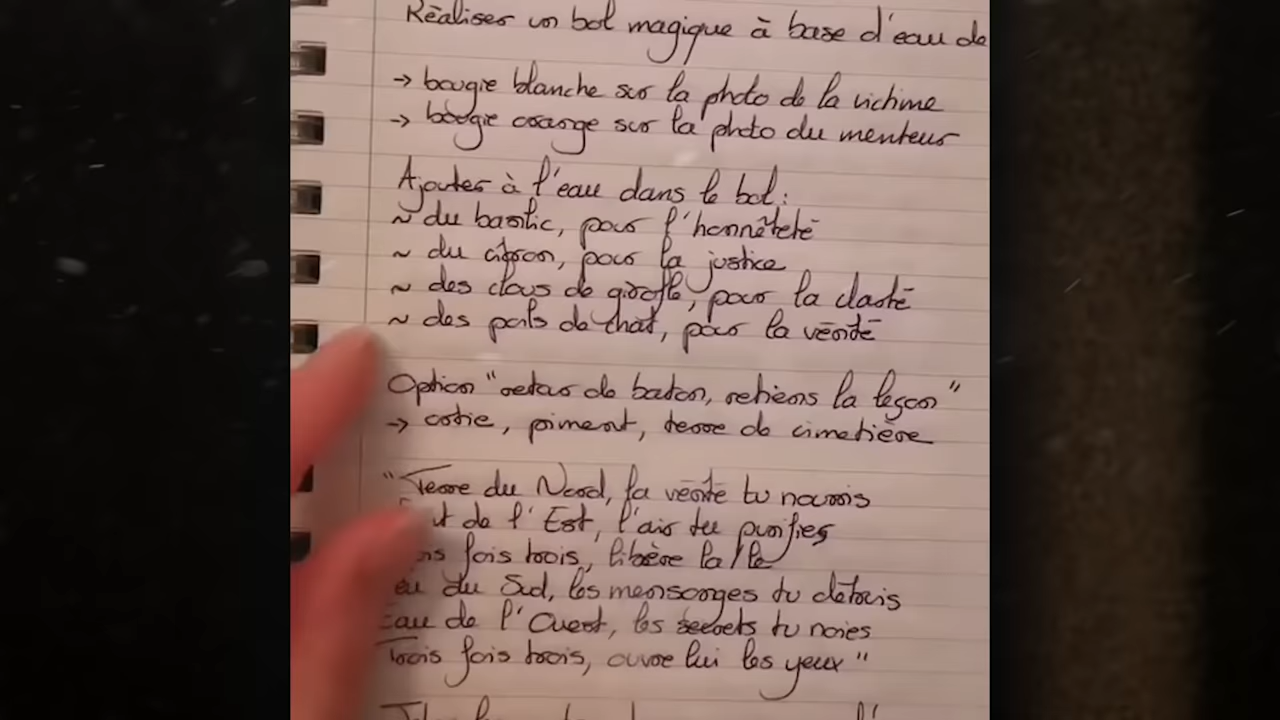 Réaliser un bol magique à base d'eau de
→ bougie blanche sur la photo de la victime
→ bougie orange sur la photo du menteur
Ajouter à l'eau dans le bol :
~ du basilic, pour l'honnêteté
~ du citron, pour la justice
~ des clous de girofle, pour la clarté
~ des poils de chat, pour la vérité
Option "retour de baton, retiens la leçon"
→ ortie, piment, terre de cimetière
"Terre du Nord, la vérité tu nourris
de l'Est, l'air tu purifies
fois trois, libère la/le
du Sud, les mensonges tu détruis
Eau de l'Ouest, les secrets tu noies
Trois fois trois, ouvre lui les yeux"